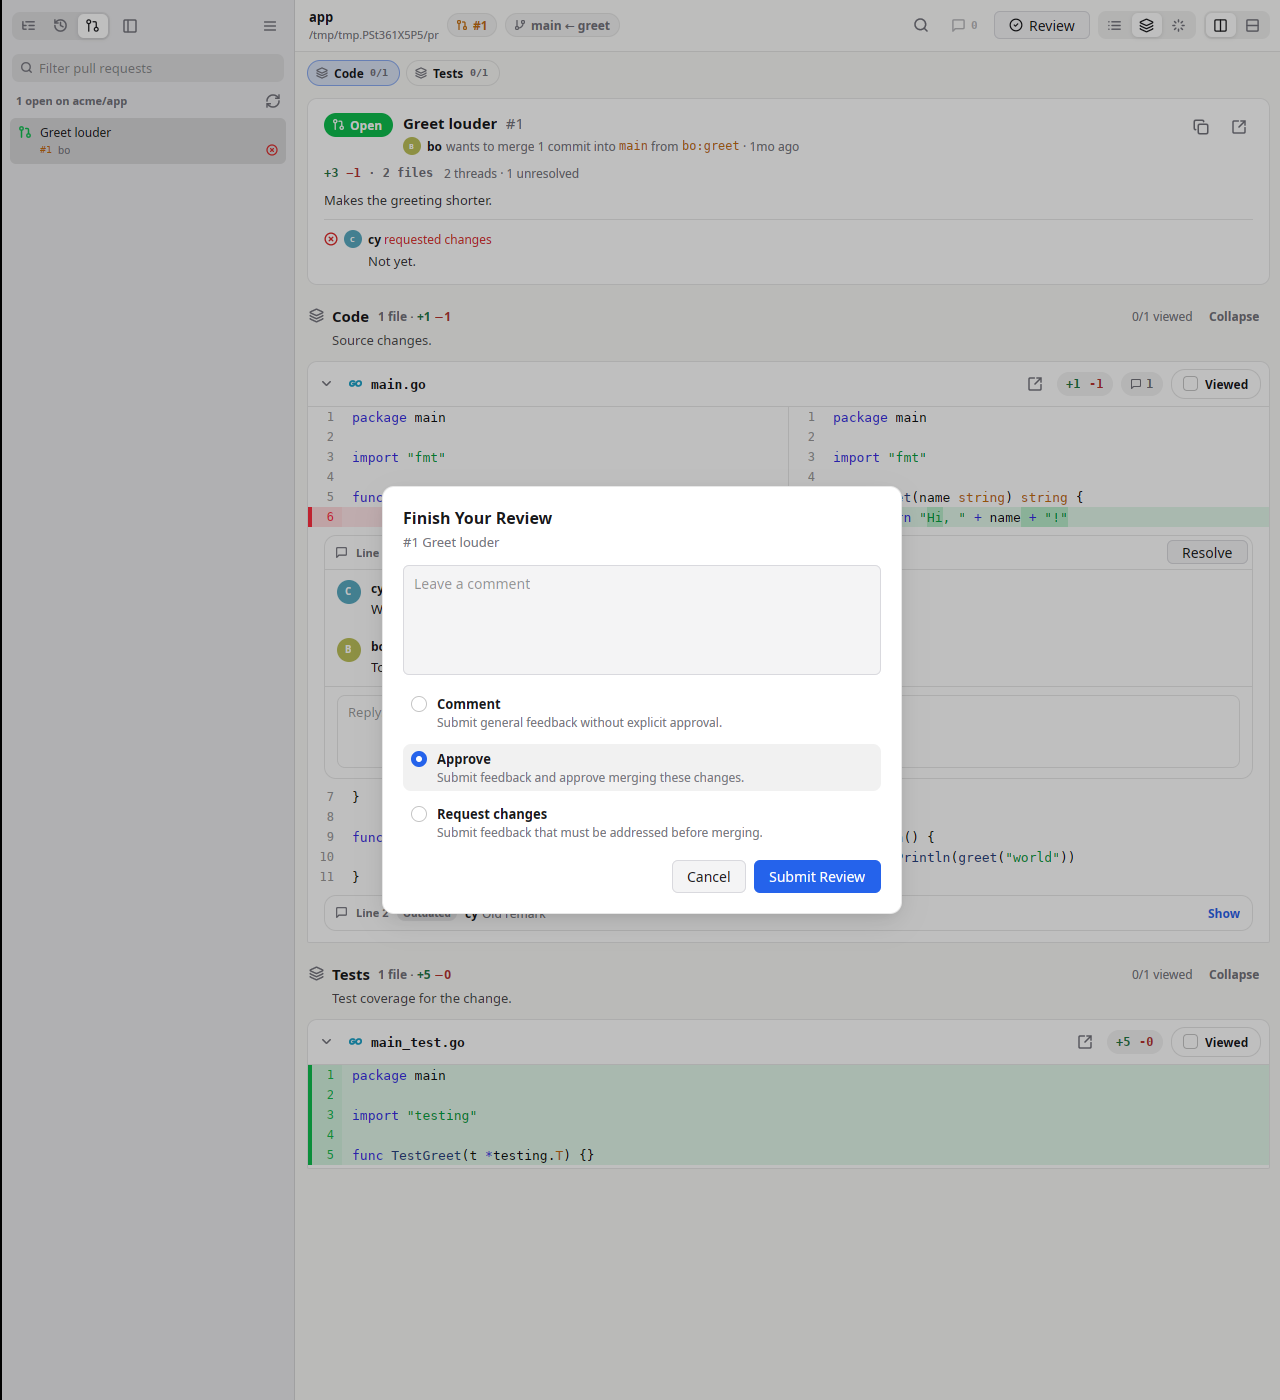 app
/tmp/tmp.PSt361X5P5/pr
#1
main ← greet
0
Review
Filter pull requests
1 open on acme/app
Greet louder
#1 bo
Code 0/1
Tests 0/1
Open
Greet louder #1
B
bo wants to merge 1 commit into main from bo:greet · 1mo ago
+3 −1 · 2 files 2 threads · 1 unresolved
Makes the greeting shorter.
C
cy requested changes
Not yet.
Code 1 file · +1 −1
0/1 viewed Collapse
Source changes.
main.go
+1 -1
1
Viewed
1 package main
1 package main
2
2
3 import "fmt"
3 import "fmt"
4
4
5 func
(name string) string {
6
"Hi, " + name + "!"
Line
Resolve
C
B
Reply
Finish Your Review
#1 Greet louder
Leave a comment
Comment
Submit general feedback without explicit approval.
Approve
Submit feedback and approve merging these changes.
Request changes
Submit feedback that must be addressed before merging.
Cancel
Submit Review
7 }
8
9 func
() {
10
rintln(greet("world"))
11 }
Line 2 Outdated cy Old remark
Show
Tests 1 file · +5 −0
0/1 viewed Collapse
Test coverage for the change.
main_test.go
+5 -0
Viewed
1 package main
2
3 import "testing"
4
5 func TestGreet(t *testing.T) {}